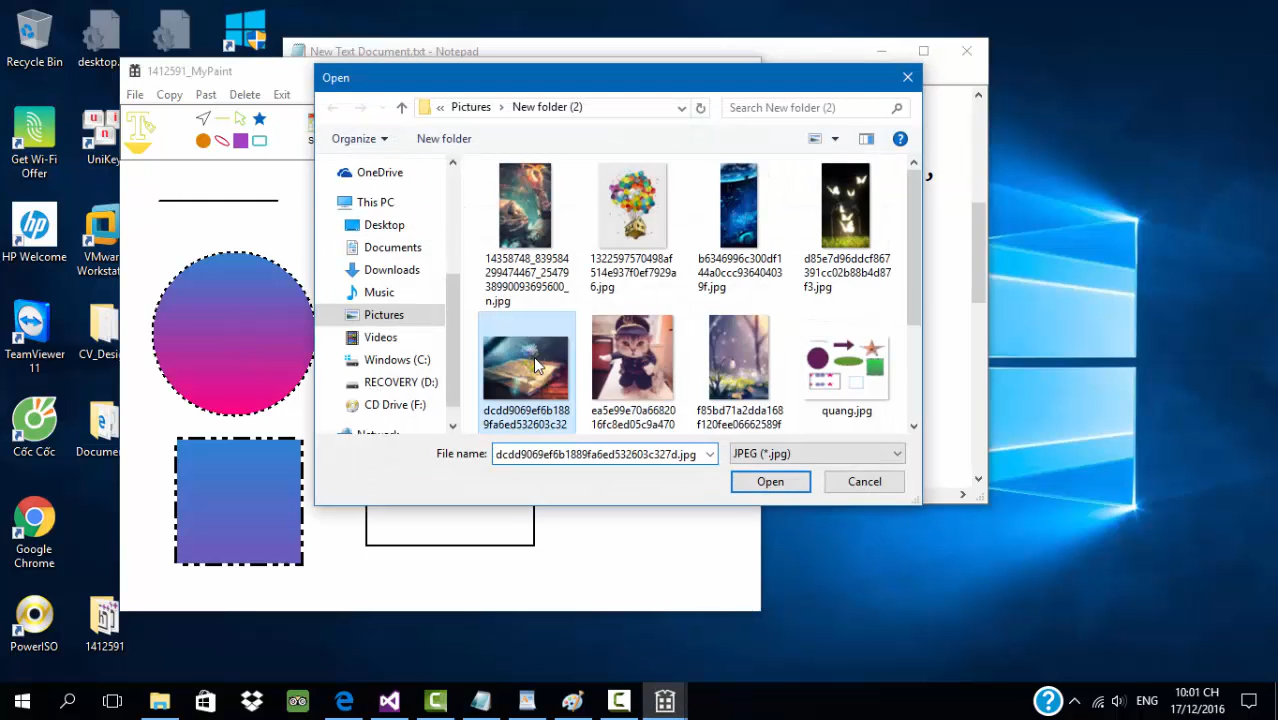 Recycle Bin
desktop.
Get Wi-Fi
Offer
UniKey
HP Welcome
VMware
Workstat
TeamViewer
11
CV_Desig
Cốc Cốc
Docume
Google
Chrome
PowerISO
1412591
New Text Document.txt - Notepad
1412591_MyPaint
File
Copy
Past
Delete
Exit
Open
«
Pictures
New folder (2)
Search New folder (2)
Organize
New folder
OneDrive
This PC
Desktop
Documents
Downloads
Music
Pictures
Videos
Windows (C:)
RECOVERY (D:)
CD Drive (F:)
14358748_839584
299474467_25479
38990093695600_
n.jpg
1322597570498af
514e937f0ef7929a
6.jpg
b6346996c300df1
44a0ccc93640403
9f.jpg
d85e7d96ddcf867
391cc02b88b4d87
f3.jpg
dcdd9069ef6b188
9fa6ed532603c32
ea5e99e70a66820
16fc8ed05c9a470
f85bd71a2dda168
f120fee06662589f
quang.jpg
File name:
dcdd9069ef6b1889fa6ed532603c327d.jpg
JPEG (*.jpg)
Open
Cancel
ENG
10:01 CH
17/12/2016